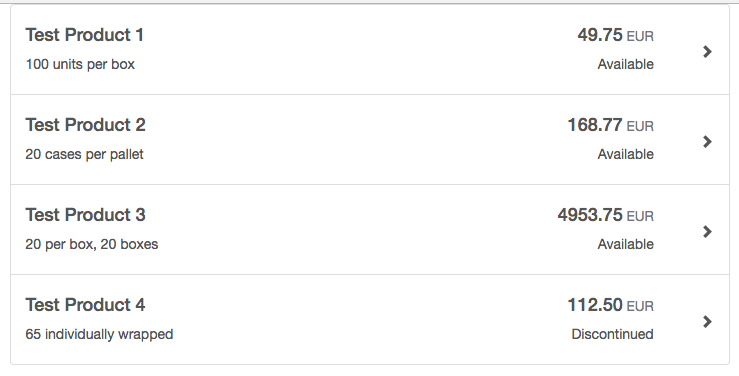 Test Product 1 49.75 EUR
100 units per box Available
Test Product 2 168.77 EUR
20 cases per pallet Available
Test Product 3 4953.75 EUR
20 per box, 20 boxes Available
Test Product 4 112.50 EUR
65 individually wrapped Discontinued